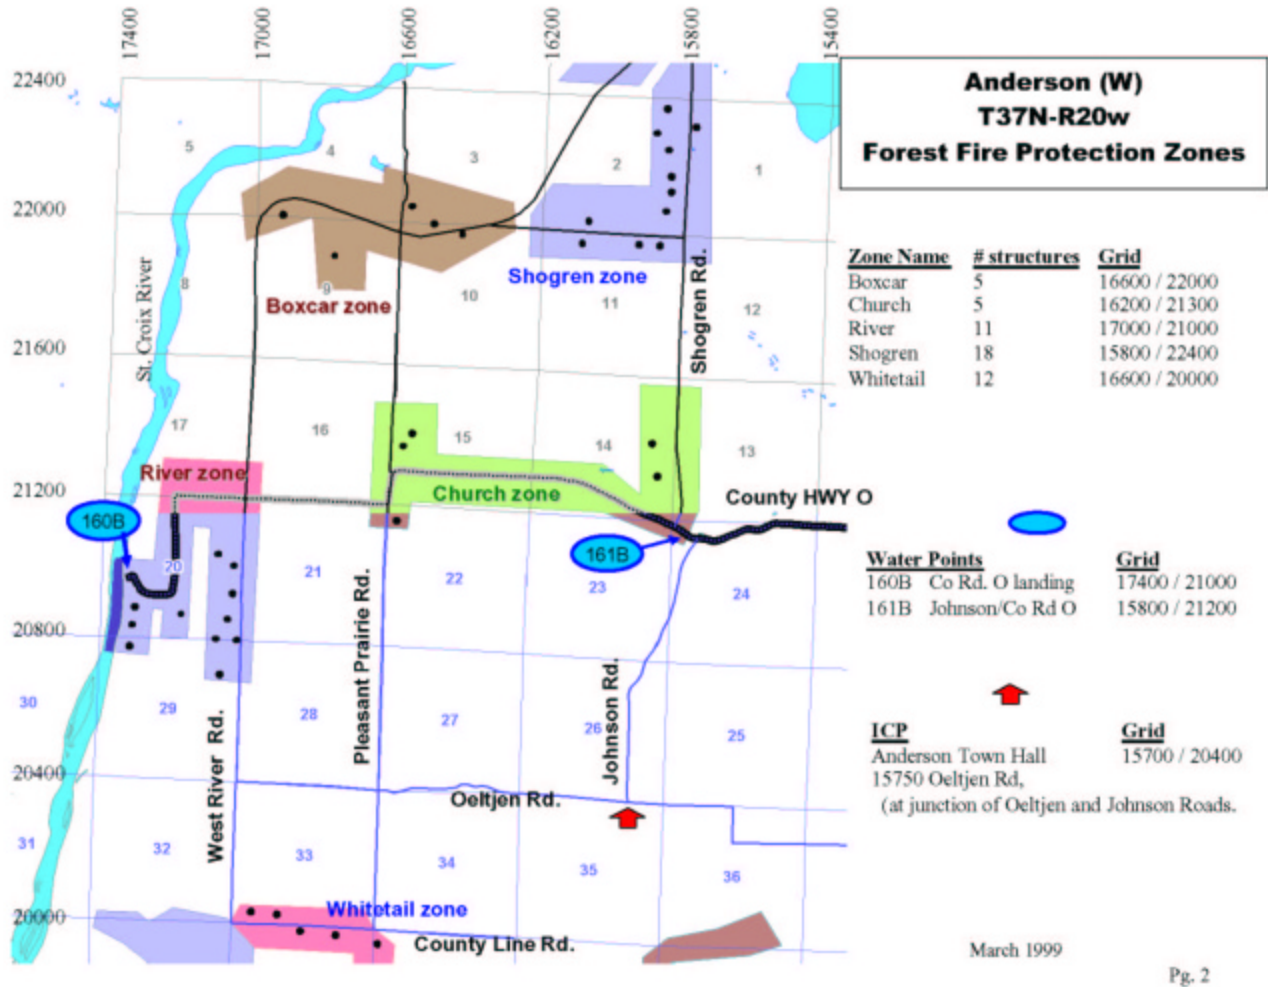 17400
17000
16600
16200
15800
15400
22400
22000
21600
21200
20800
20400
20000
Anderson (W)
T37N-R20w
Forest Fire Protection Zones
Zone Name # structures Grid
Boxcar 5 16600 / 22000
Church 5 16200 / 21300
River 11 17000 / 21000
Shogren 18 15800 / 22400
Whitetail 12 16600 / 20000
5
4
3
2
1
8
9
10
11
12
17
16
15
14
13
20
21
22
23
24
30
29
28
27
26
25
31
32
33
34
35
36
St. Croix River
Boxcar zone
Shogren zone
Shogren Rd.
River zone
Church zone
County HWY O
160B
161B
Pleasant Prairie Rd.
Johnson Rd.
West River Rd.
Oeltjen Rd.
Whitetail zone
County Line Rd.
Water Points Grid
160B Co Rd. O landing 17400 / 21000
161B Johnson/Co Rd O 15800 / 21200
ICP Grid
Anderson Town Hall 15700 / 20400
15750 Oeltjen Rd,
(at junction of Oeltjen and Johnson Roads.
March 1999
Pg. 2